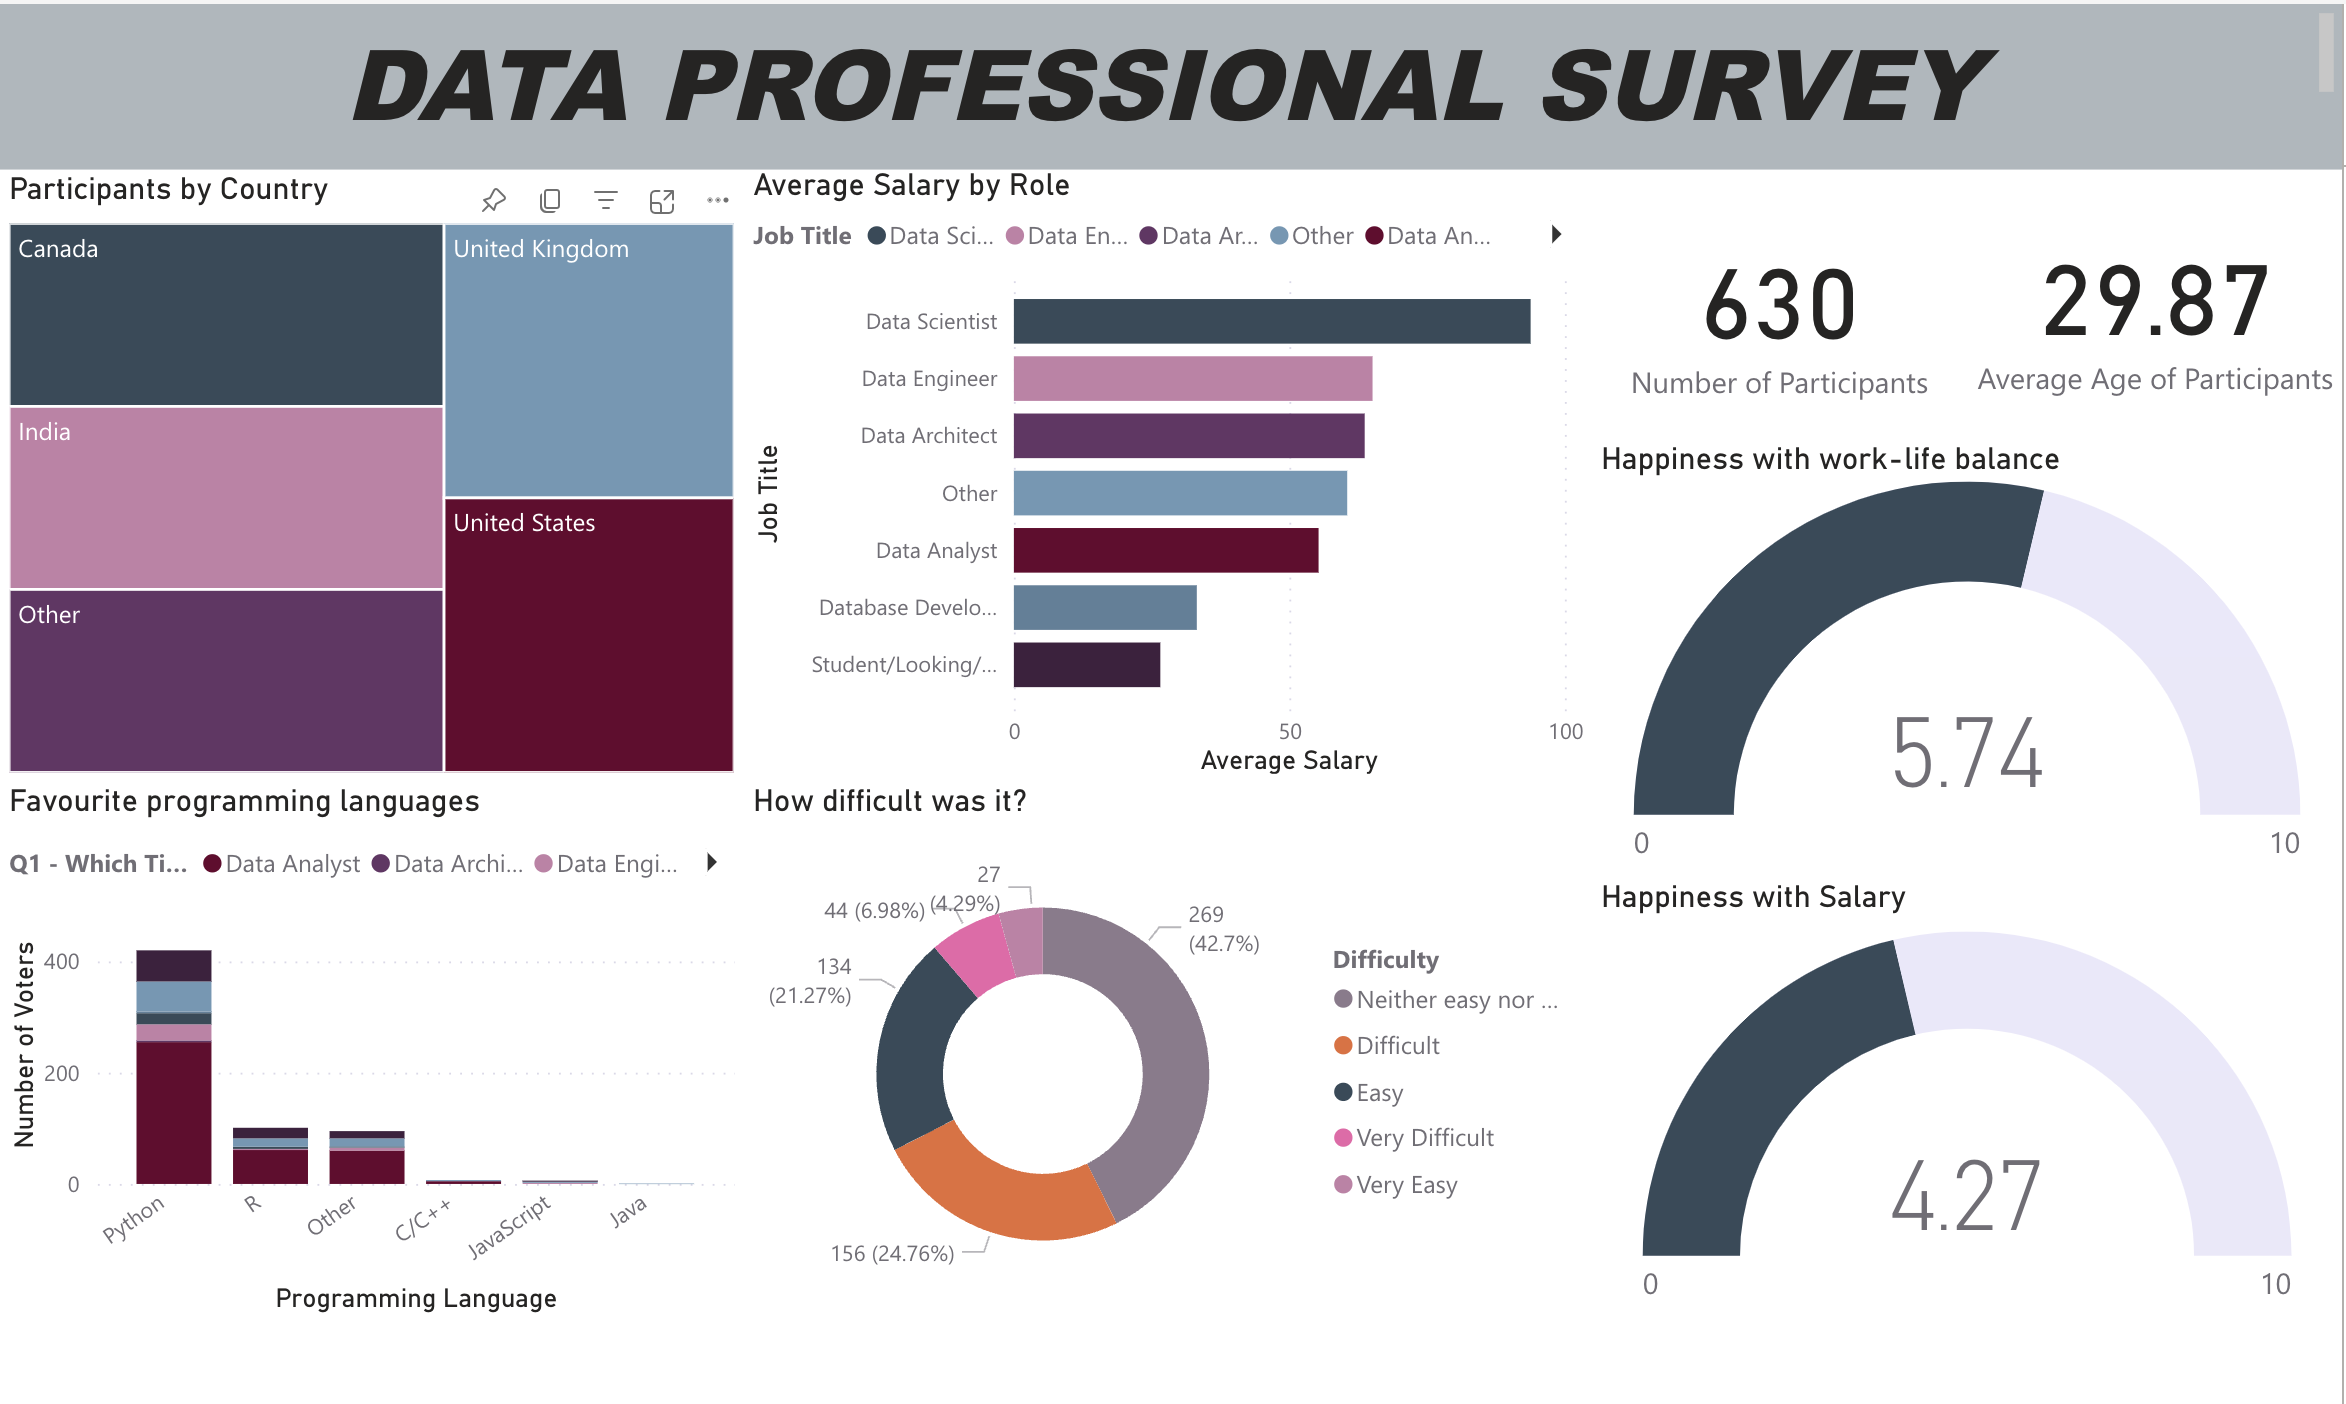 DATA PROFESSIONAL SURVEY
Participants by Country
Canada
United Kingdom
India
United States
Other
Average Salary by Role
Job Title
Data Sci...
Data En...
Data Ar...
Other
Data An...
Job Title
Data Scientist
Data Engineer
Data Architect
Other
Data Analyst
Database Develo...
Student/Looking/...
0
50
100
Average Salary
630
Number of Participants
29.87
Average Age of Participants
Happiness with work-life balance
5.74
0
10
Favourite programming languages
Q1 - Which Ti...
Data Analyst
Data Archi...
Data Engi...
Number of Voters
400
200
0
Python
R
Other
C/C++
JavaScript
Java
Programming Language
How difficult was it?
27
(4.29%)
44 (6.98%)
269
(42.7%)
134
(21.27%)
156 (24.76%)
Difficulty
Neither easy nor ...
Difficult
Easy
Very Difficult
Very Easy
Happiness with Salary
4.27
0
10